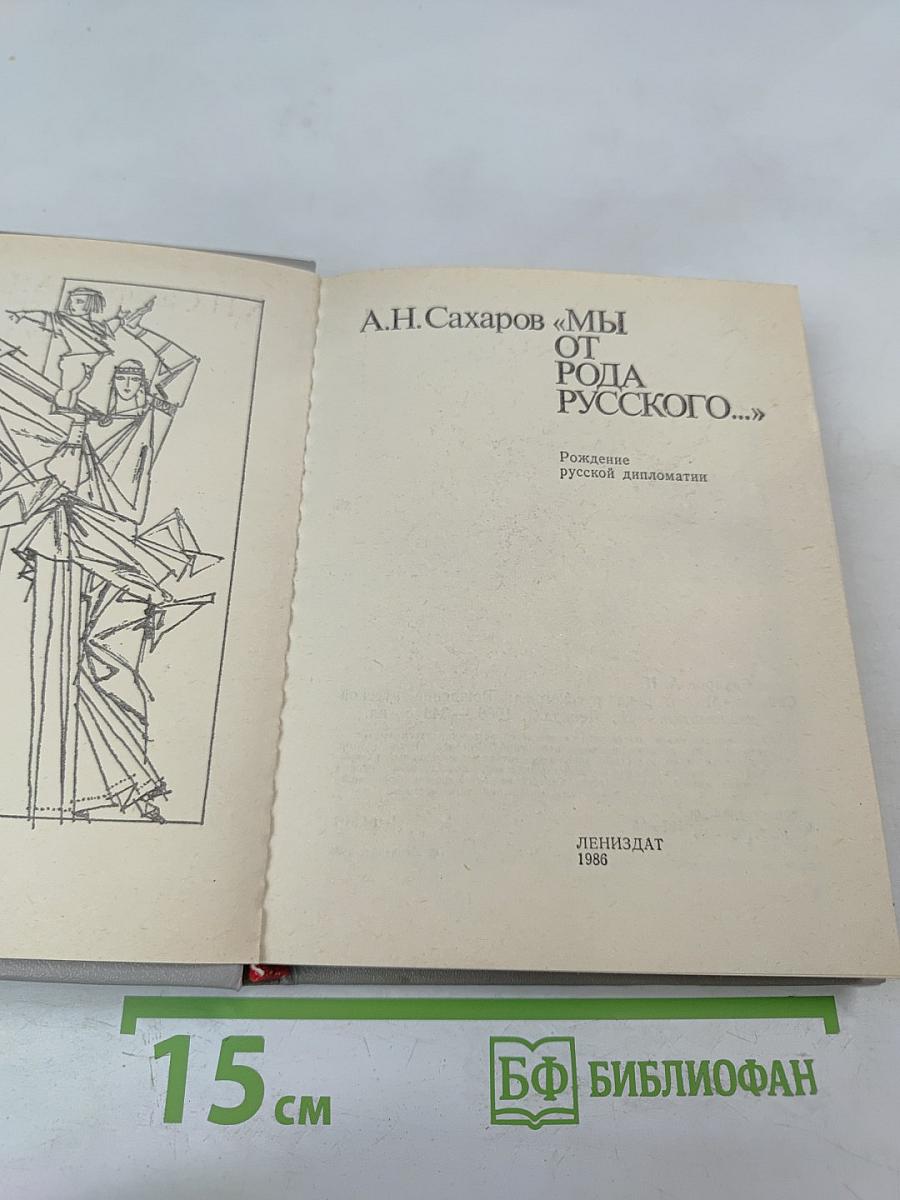 А.Н. Сахаров «МЫ
ОТ
РОДА
РУССКОГО...»
Рождение
русской дипломатии
ЛЕНИЗДАТ
1986
15 см
БФ БИБЛИОФАН